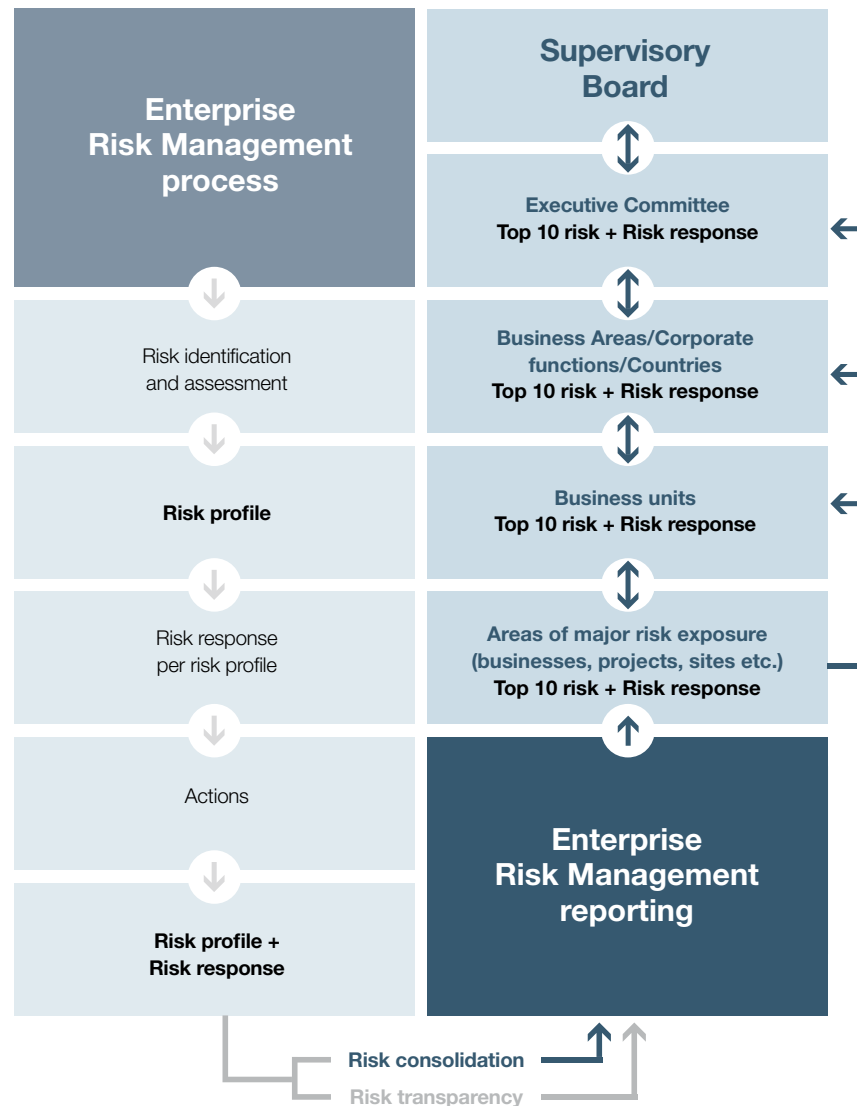 Enterprise
Risk Management
process
Risk identification
and assessment
Risk profile
Risk response
per risk profile
Actions
Risk profile +
Risk response
Supervisory
Board
Executive Committee
Top 10 risk + Risk response
Business Areas/Corporate
functions/Countries
Top 10 risk + Risk response
Business units
Top 10 risk + Risk response
Areas of major risk exposure
(businesses, projects, sites etc.)
Top 10 risk + Risk response
Enterprise
Risk Management
reporting
Risk consolidation
Risk transparency